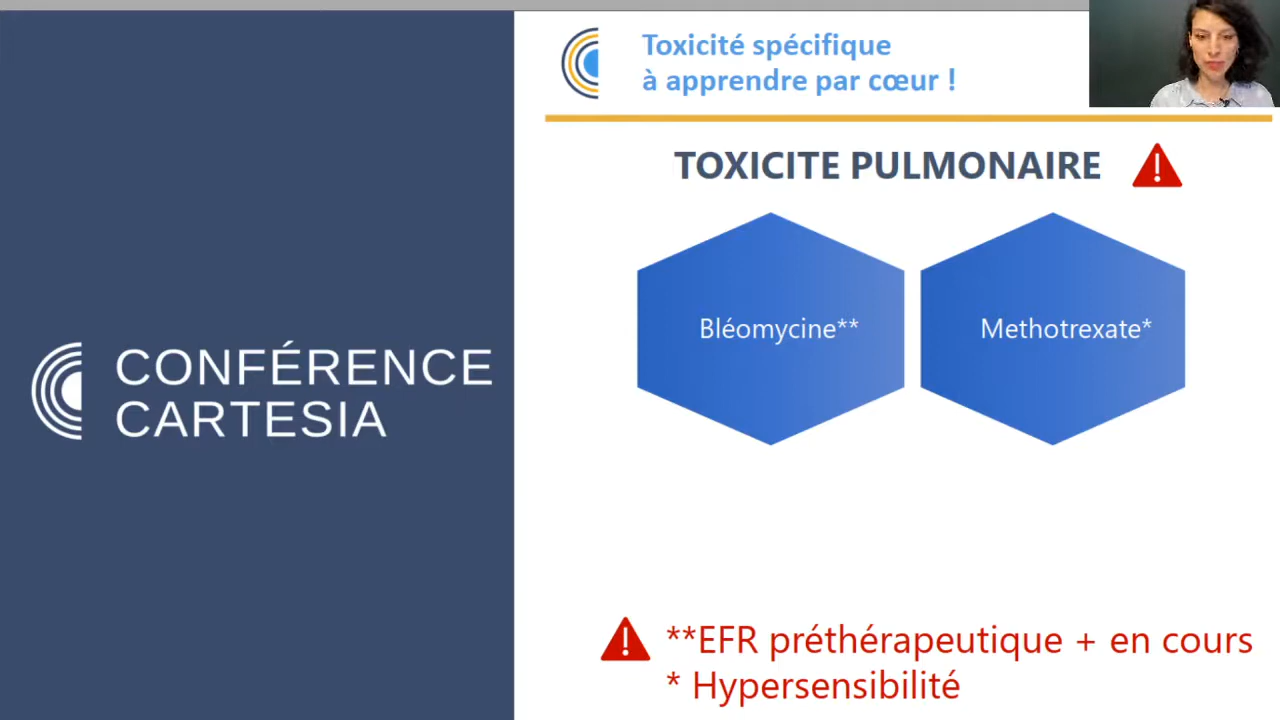 Toxicité spécifique
à apprendre par cœur !
TOXICITE PULMONAIRE
Bléomycine**
Methotrexate*
CONFÉRENCE
CARTESIA
**EFR préthérapeutique + en cours
* Hypersensibilité